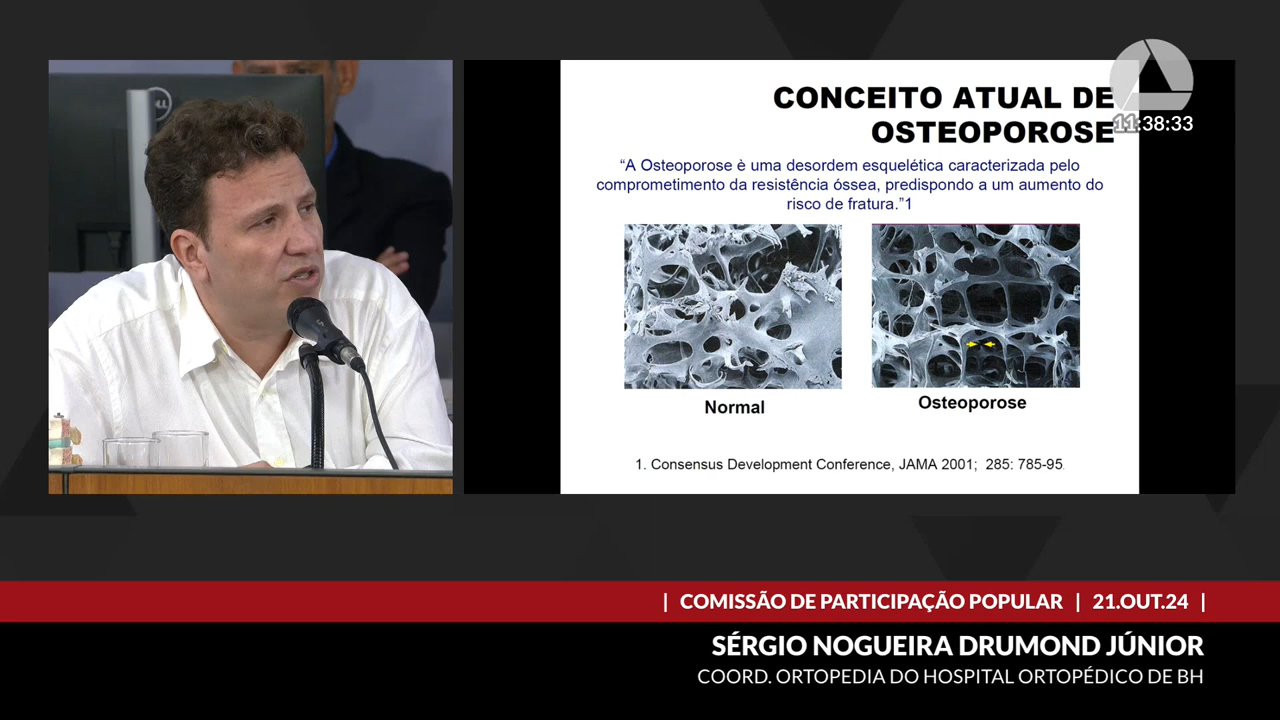 CONCEITO ATUAL DE
OSTEOPOROSE
11:38:33
“A Osteoporose è uma desordem esquelética caracterizada pelo
comprometimento da resistência óssea, predispondo a um aumento do
risco de fratura.”1
Normal
Osteoporose
1. Consensus Development Conference, JAMA 2001; 285: 785-95.
| COMISSÃO DE PARTICIPAÇÃO POPULAR | 21.OUT.24 |
SÉRGIO NOGUEIRA DRUMOND JÚNIOR
COORD. ORTOPEDIA DO HOSPITAL ORTOPÉDICO DE BH